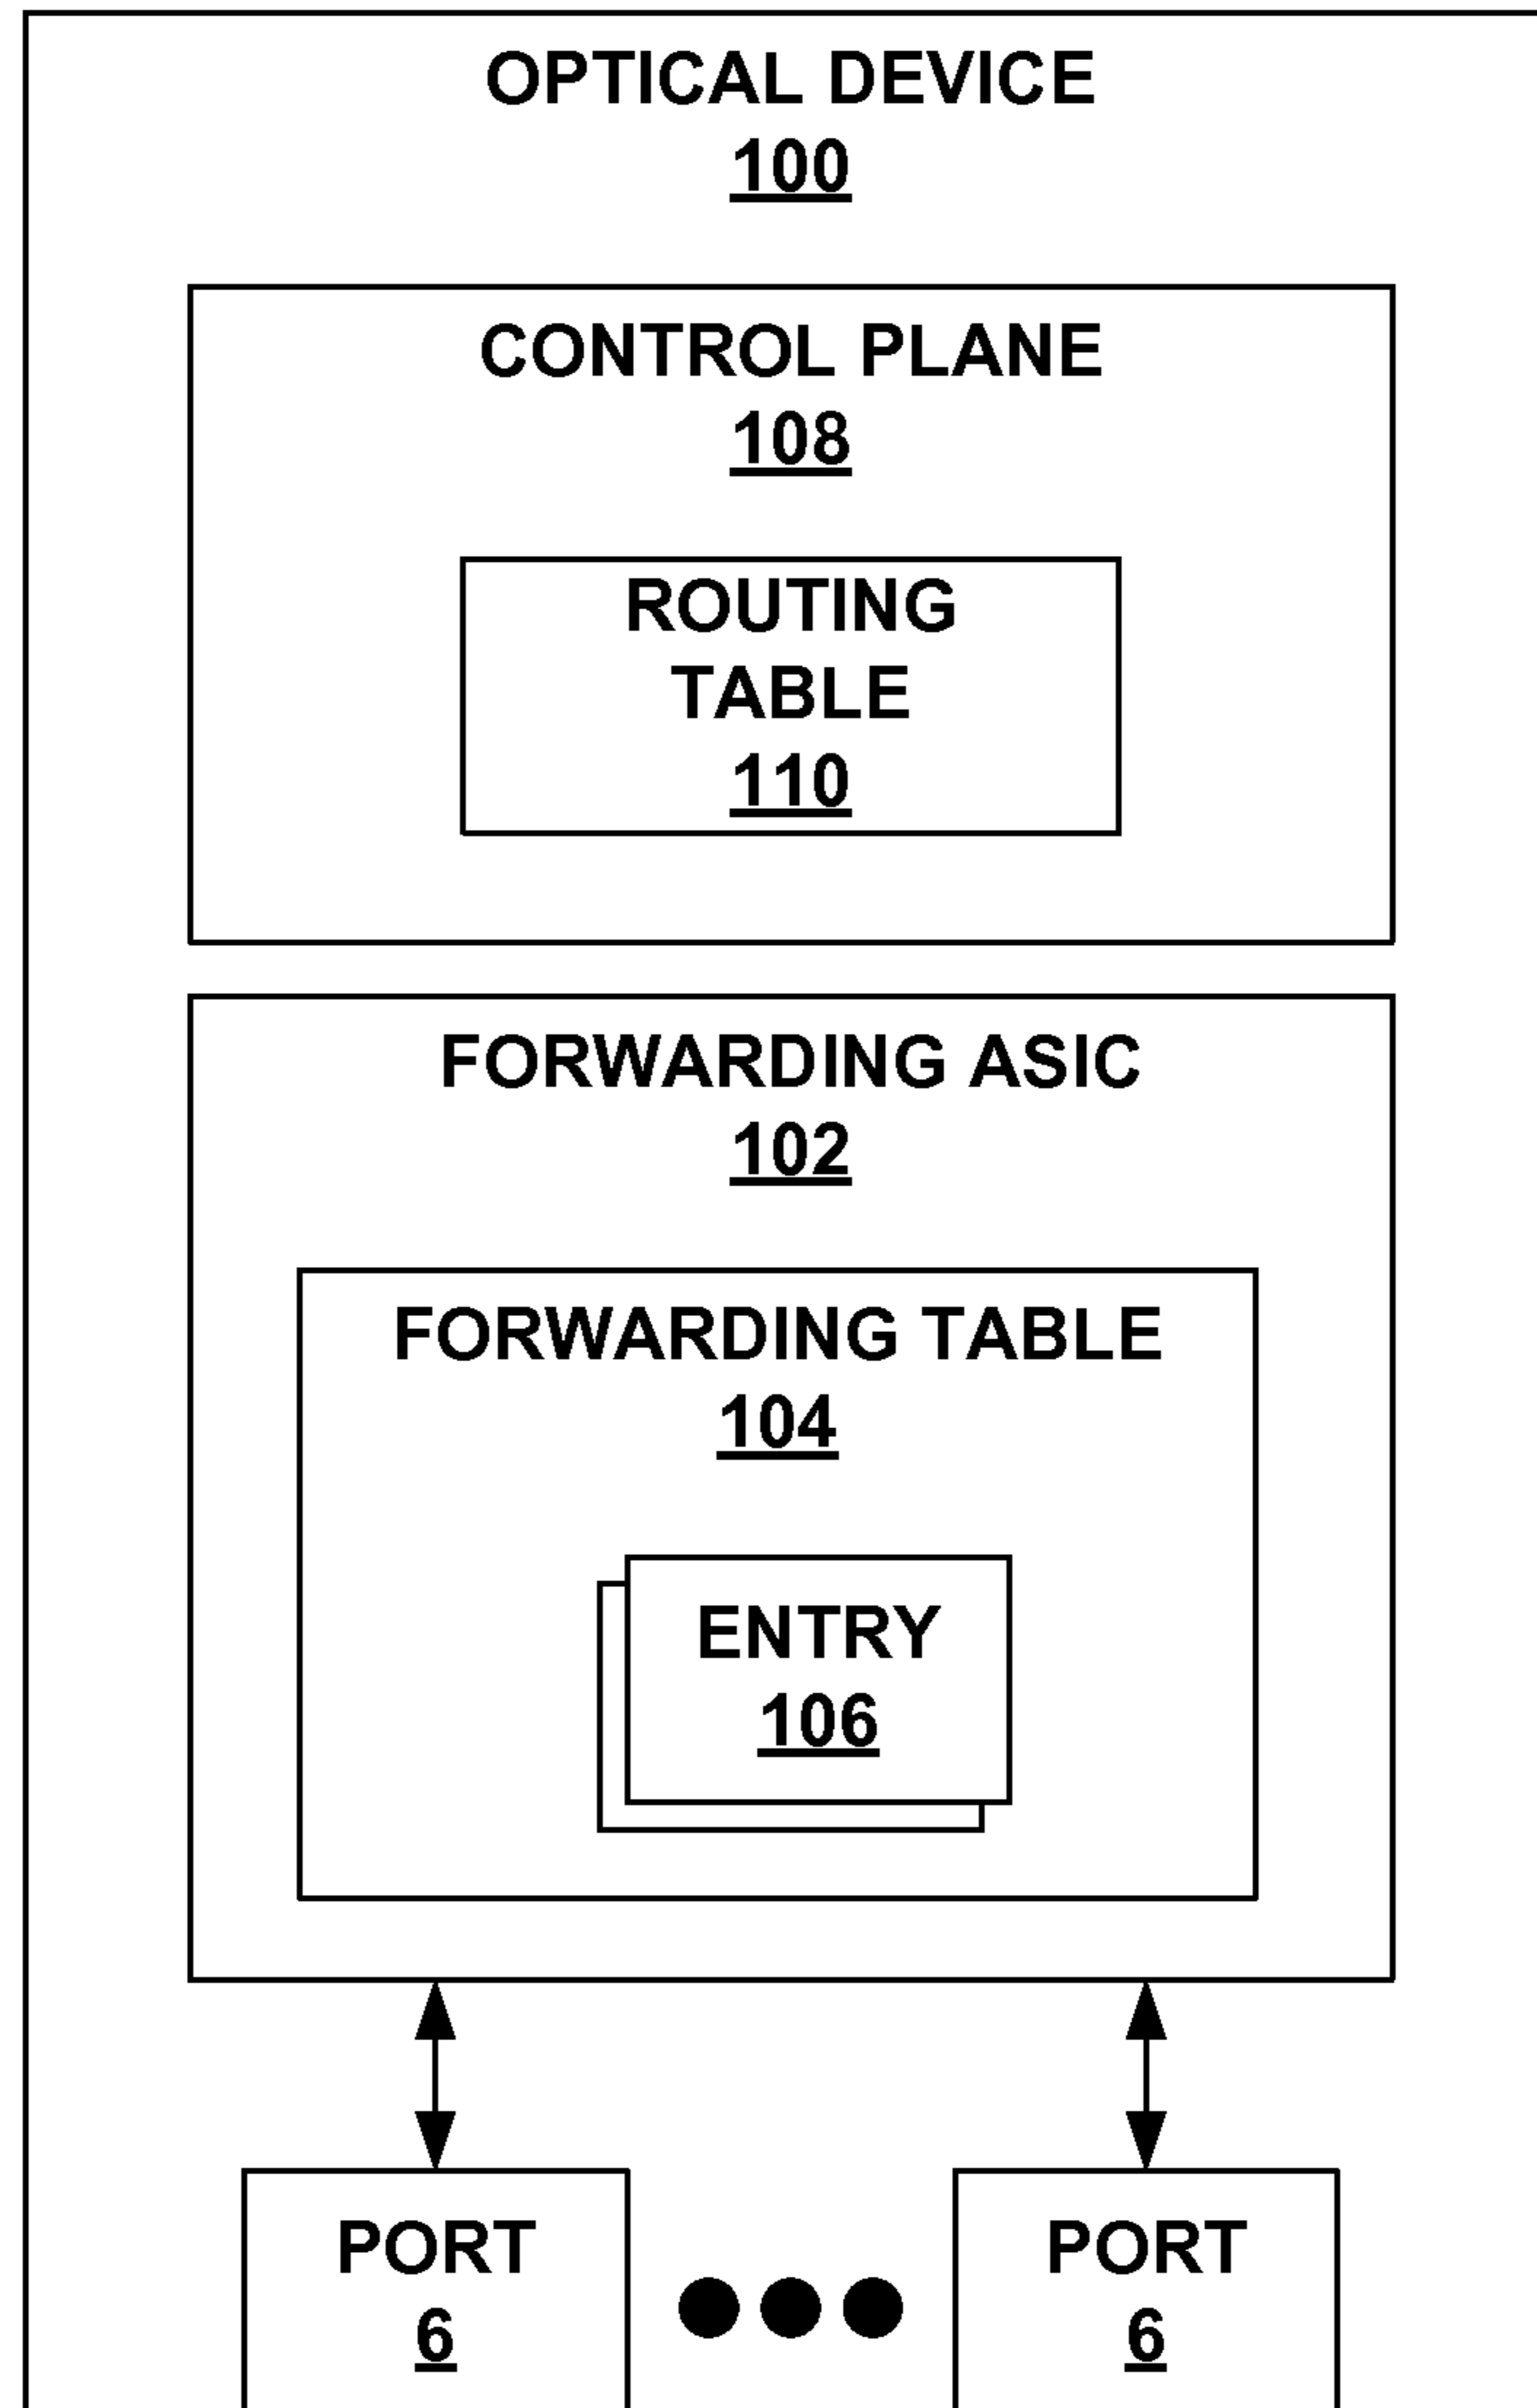 OPTICAL DEVICE
100
CONTROL PLANE
108
ROUTING
TABLE
110
FORWARDING ASIC
102
FORWARDING TABLE
104
ENTRY
106
PORT
6
PORT
6